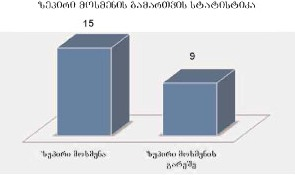 ზეპირი მოსმენის გამართვის სტატისტიკა
15
9
ზეპირი მოსმენა
ზეპირი მოსმენის
გარეშე